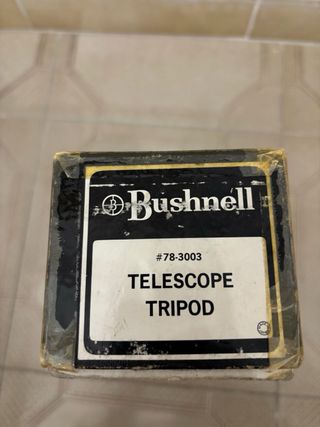 Bushnell
#78-3003
TELESCOPE
TRIPOD